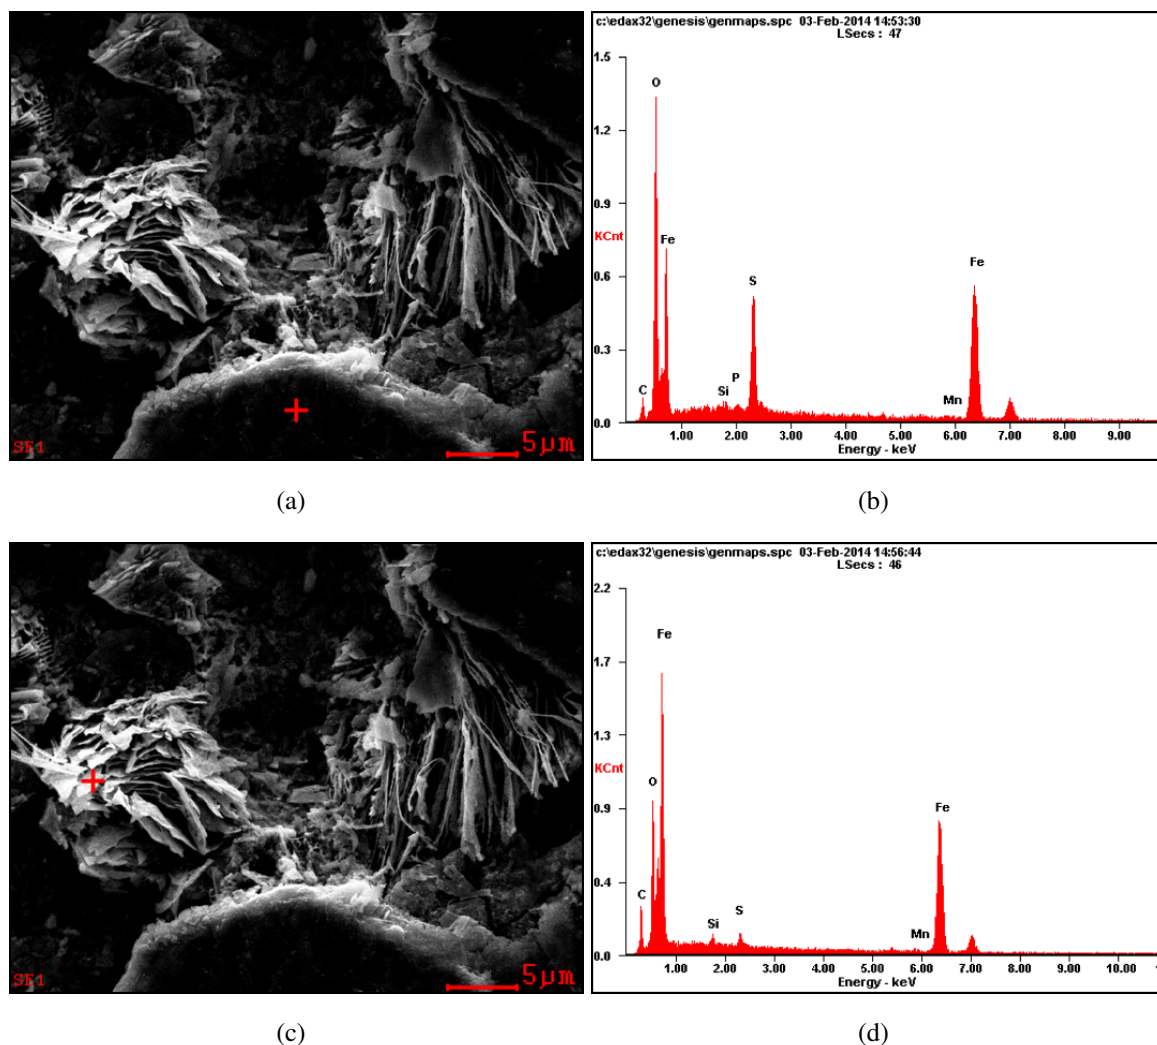 c:\edax32\genesis\genmaps.spc 03-Feb-2014 14:53:30
LSecs : 47
1.5
O
1.2
0.9
KCnt
Fe
Fe
0.6
S
0.3
P
C
Si
Mn
0.0
1.00 2.00 3.00 4.00 5.00 6.00 7.00 8.00 9.00
Energy - keV
SE1
5µm
(a)
(b)
c:\edax32\genesis\genmaps.spc 03-Feb-2014 14:56:44
LSecs : 46
2.2
Fe
1.7
1.3
KCnt
O
0.9
Fe
0.4
C
Si
S
Mn
0.0
1.00 2.00 3.00 4.00 5.00 6.00 7.00 8.00 9.00 10.00
Energy - keV
SE1
5µm
(c)
(d)